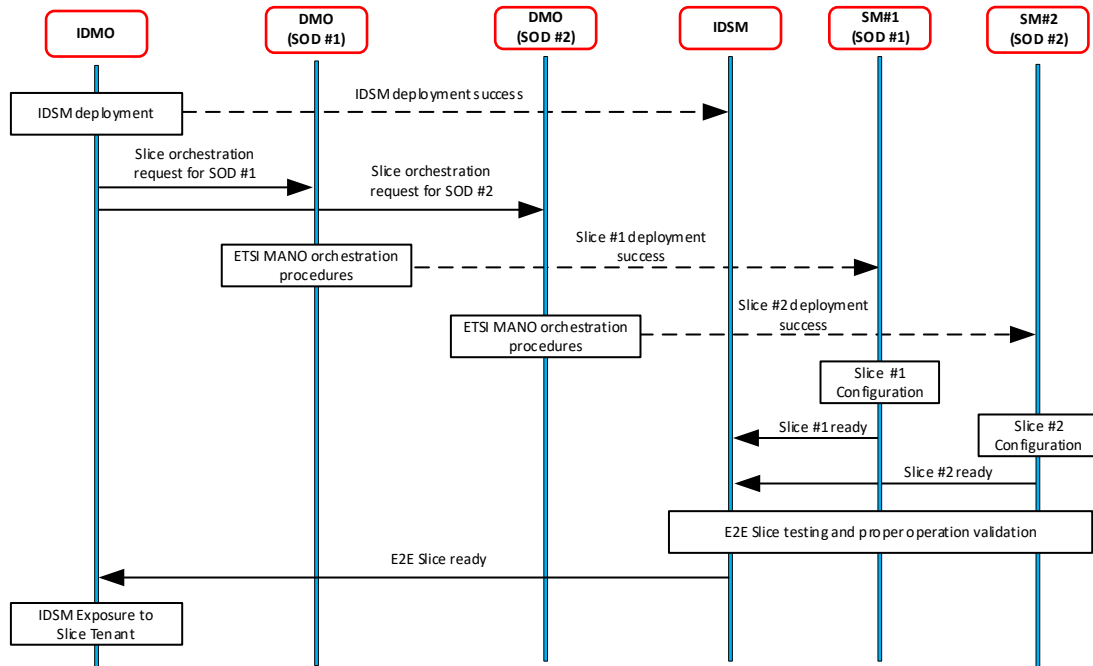 IDMO
DMO
(SOD #1)
DMO
(SOD #2)
IDSM
SM#1
(SOD #1)
SM#2
(SOD #2)
IDSM deployment
IDSM deployment success
Slice orchestration
request for SOD #1
Slice orchestration
request for SOD #2
ETSI MANO orchestration
procedures
Slice #1 deployment
success
ETSI MANO orchestration
procedures
Slice #2 deployment
success
Slice #1
Configuration
Slice #1 ready
Slice #2
Configuration
Slice #2 ready
E2E Slice testing and proper operation validation
E2E Slice ready
IDSM Exposure to
Slice Tenant